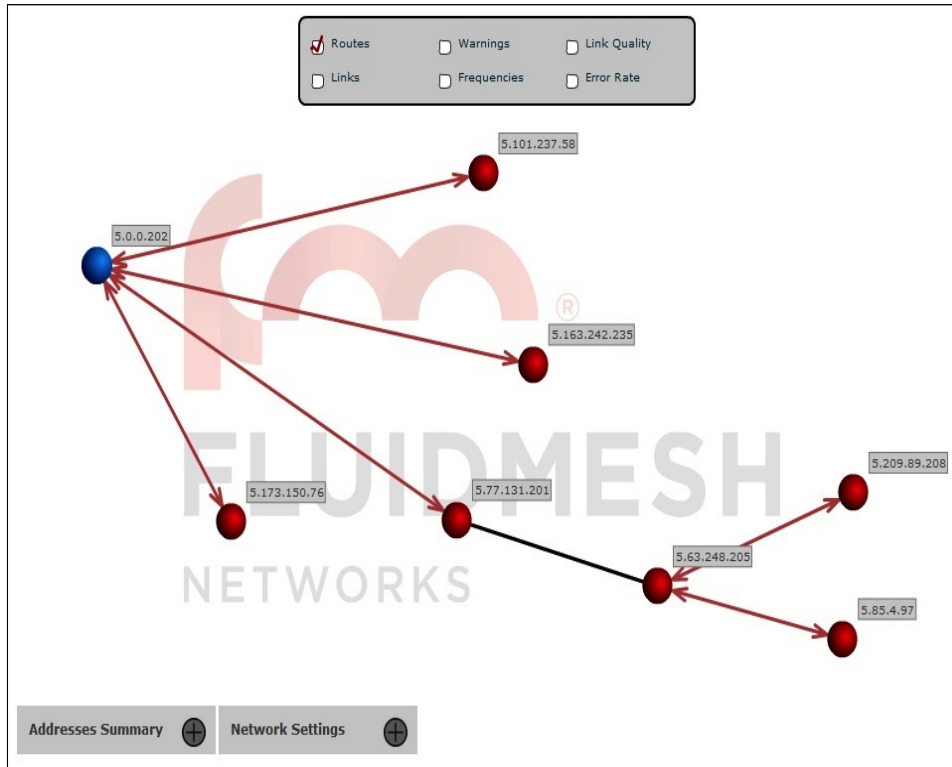 Routes
Warnings
Link Quality
Links
Frequencies
Error Rate
5.101.237.58
5.0.0.202
fm®
5.163.242.235
FLUIDMESH
5.209.89.208
5.173.150.76
5.77.131.201
5.63.248.205
NETWORKS
5.85.4.97
Addresses Summary
Network Settings